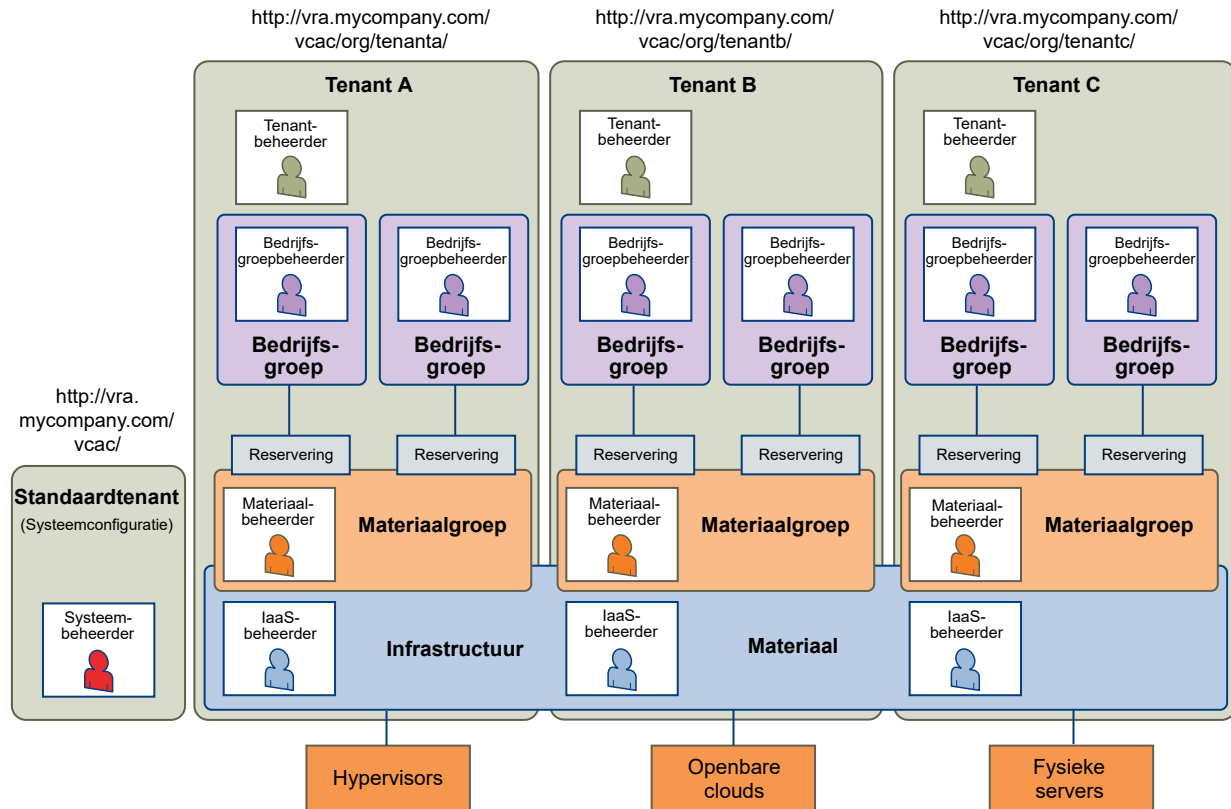 http://vra.mycompany.com/
vcac/org/tenanta/
http://vra.mycompany.com/
vcac/org/tenantb/
http://vra.mycompany.com/
vcac/org/tenantc/
Tenant A
Tenant-
beheerder
Bedrijfs-
groepbeheerder
Bedrijfs-
groep
Bedrijfs-
groepbeheerder
Bedrijfs-
groep
Reservering
Reservering
Materiaal-
beheerder
Materiaalgroep
Tenant B
Tenant-
beheerder
Bedrijfs-
groepbeheerder
Bedrijfs-
groep
Bedrijfs-
groepbeheerder
Bedrijfs-
groep
Reservering
Reservering
Materiaal-
beheerder
Materiaalgroep
Tenant C
Tenant-
beheerder
Bedrijfs-
groepbeheerder
Bedrijfs-
groep
Bedrijfs-
groepbeheerder
Bedrijfs-
groep
Reservering
Reservering
Materiaal-
beheerder
Materiaalgroep
http://vra.
mycompany.com/
vcac/
Standaardtenant
(Systeemconfiguratie)
Systeem-
beheerder
IaaS-
beheerder
Infrastructuur
IaaS-
beheerder
Materiaal
IaaS-
beheerder
Hypervisors
Openbare
clouds
Fysieke
servers